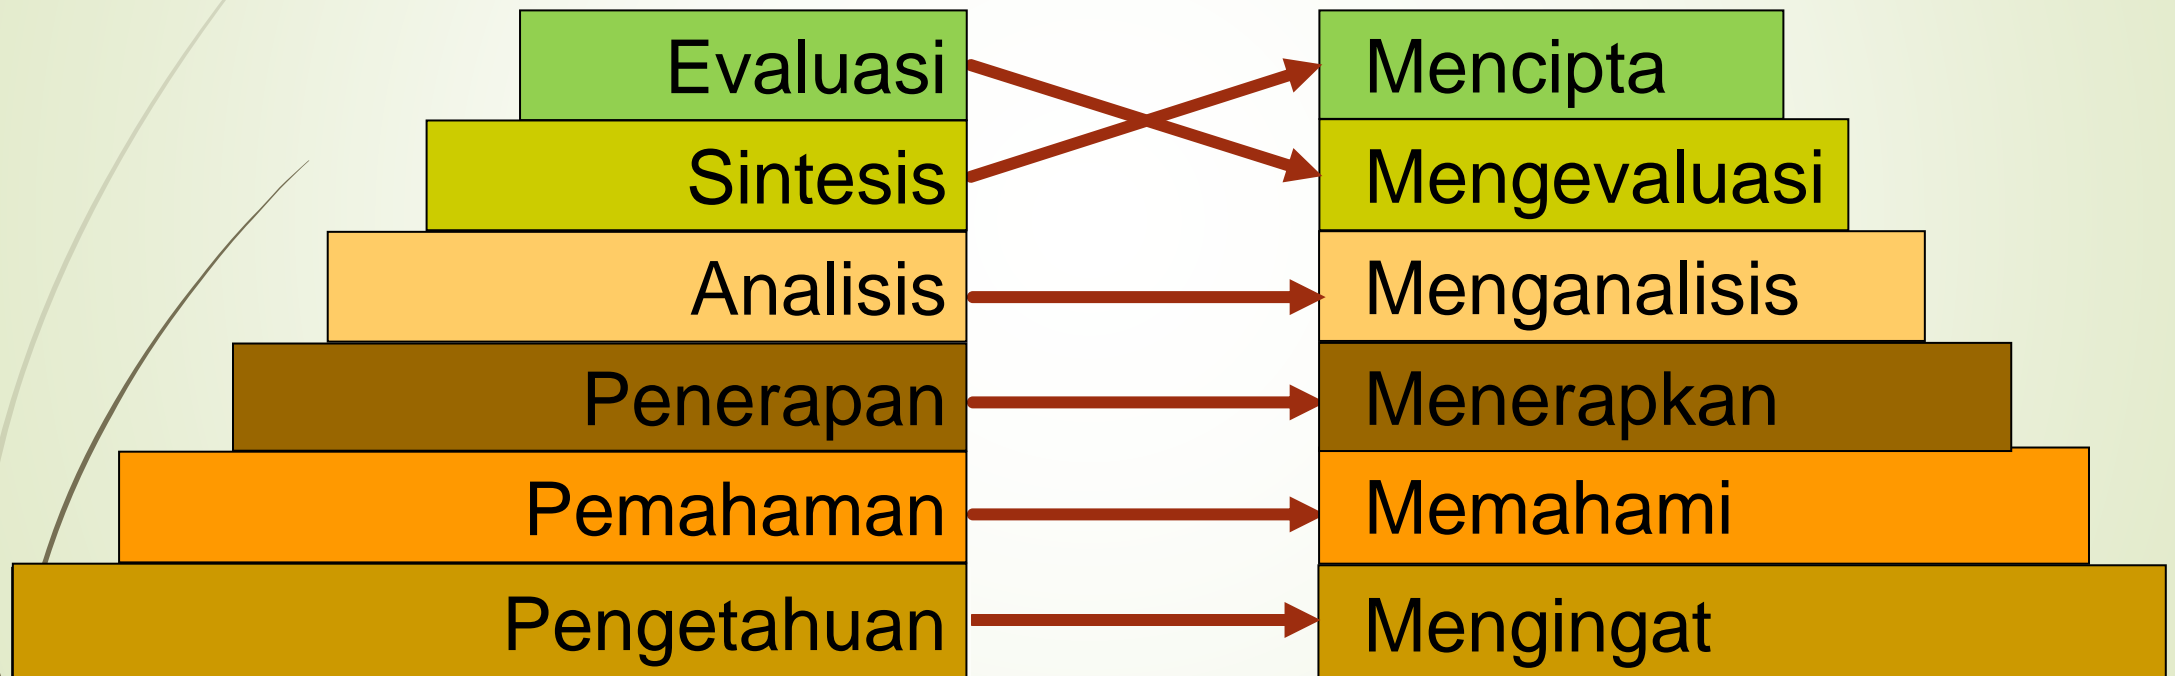 Evaluasi
Sintesis
Analisis
Penerapan
Pemahaman
Pengetahuan
Mencipta
Mengevaluasi
Menganalisis
Menerapkan
Memahami
Mengingat